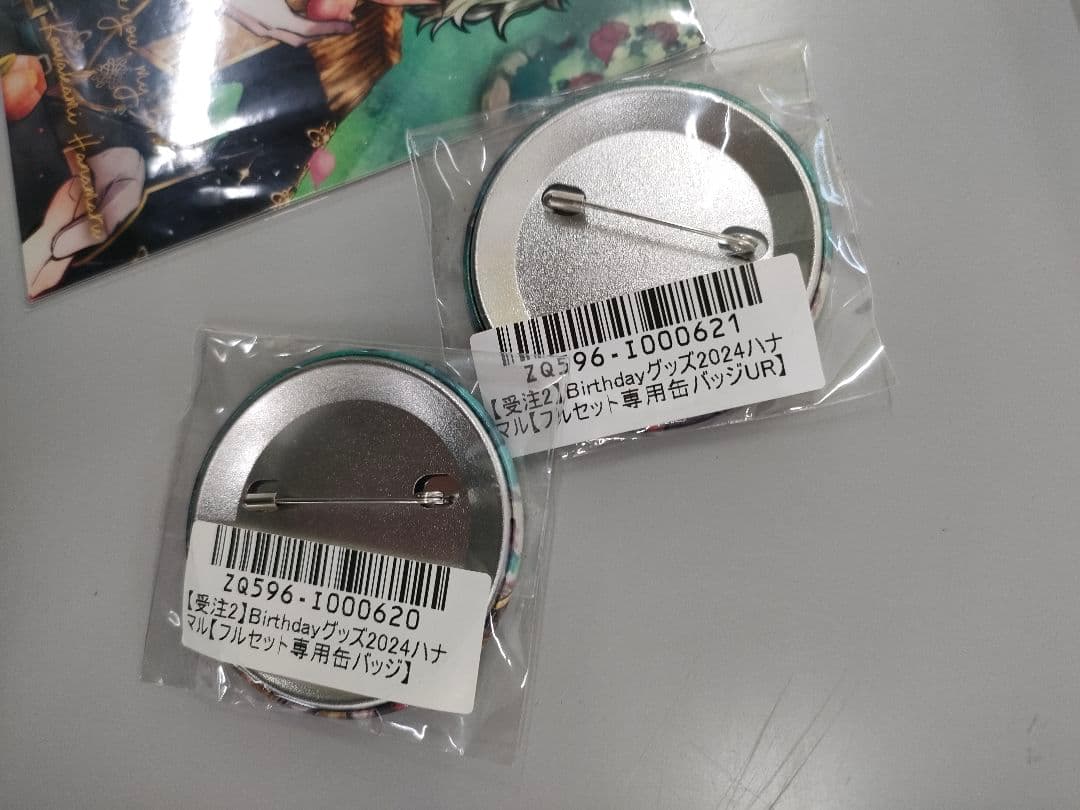 you
Kawakami Hanamaru
ZQ596-I000621
【受注2】Birthdayグッズ2024ハナ
マル【フルセット専用缶バッジUR】
ZQ596-I000620
【受注2】Birthdayグッズ2024ハナ
マル【フルセット専用缶バッジ】